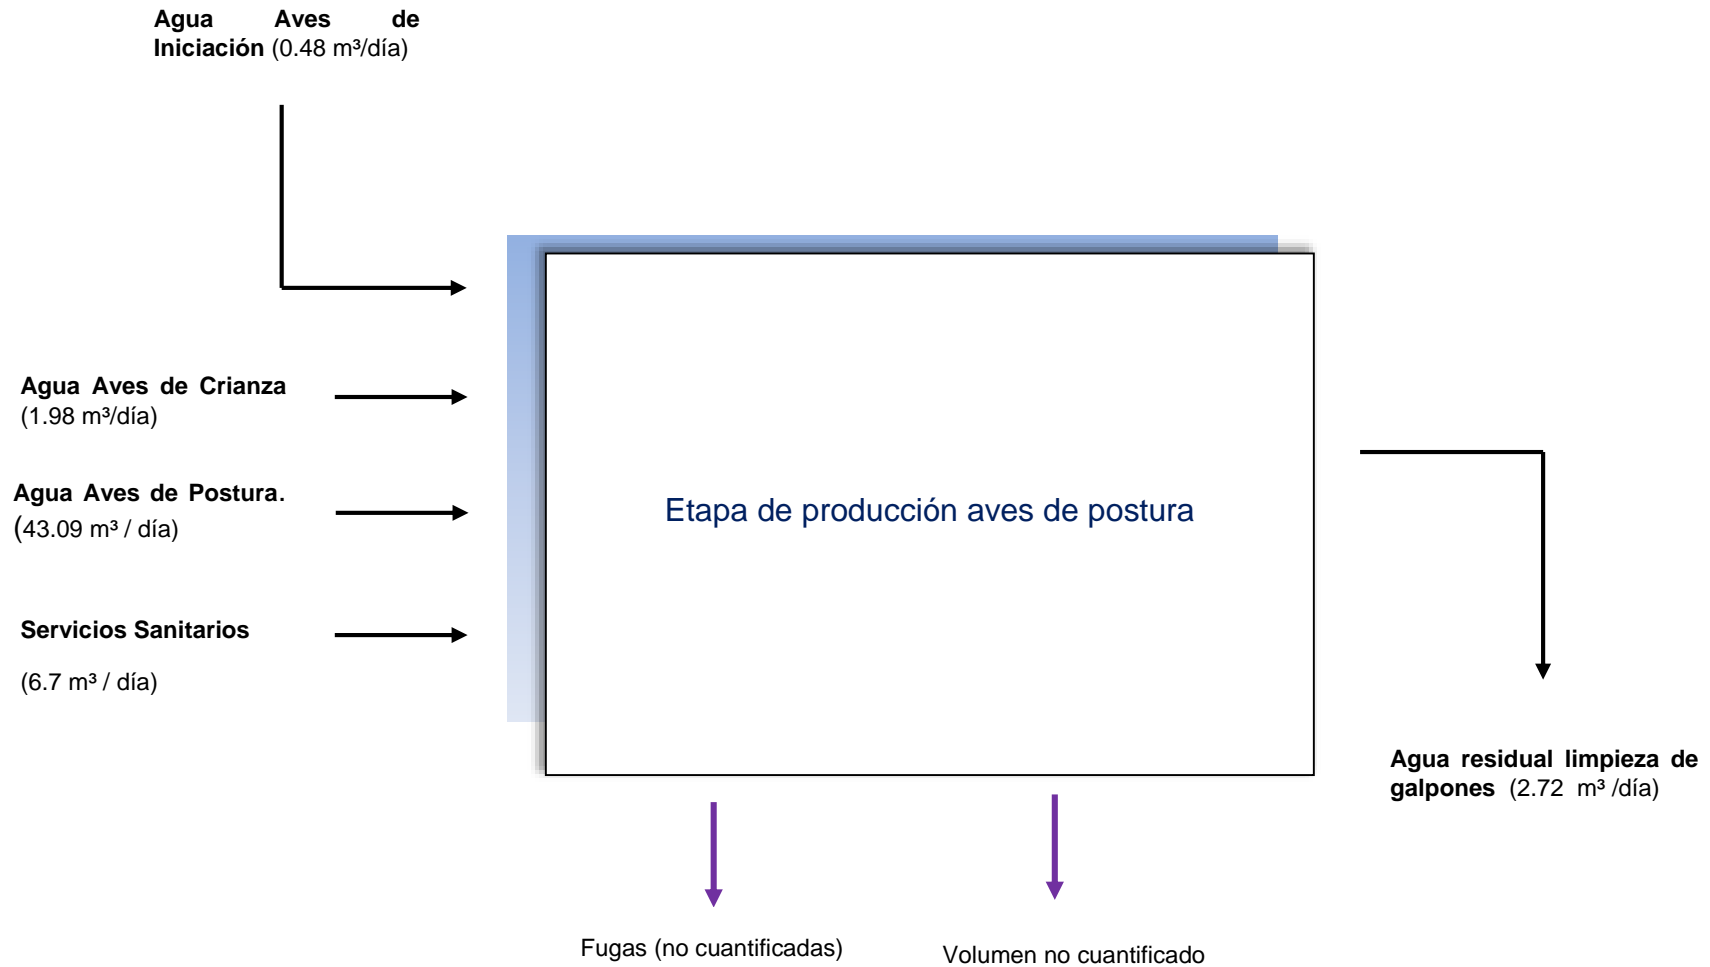 Agua Aves de
Iniciación (0.48 m³/día)
Agua Aves de Crianza
(1.98 m³/día)
Agua Aves de Postura.
(43.09 m³ / día)
Servicios Sanitarios
(6.7 m³ / día)
Etapa de producción aves de postura
Agua residual limpieza de
galpones (2.72 m³ /día)
Fugas (no cuantificadas)
Volumen no cuantificado